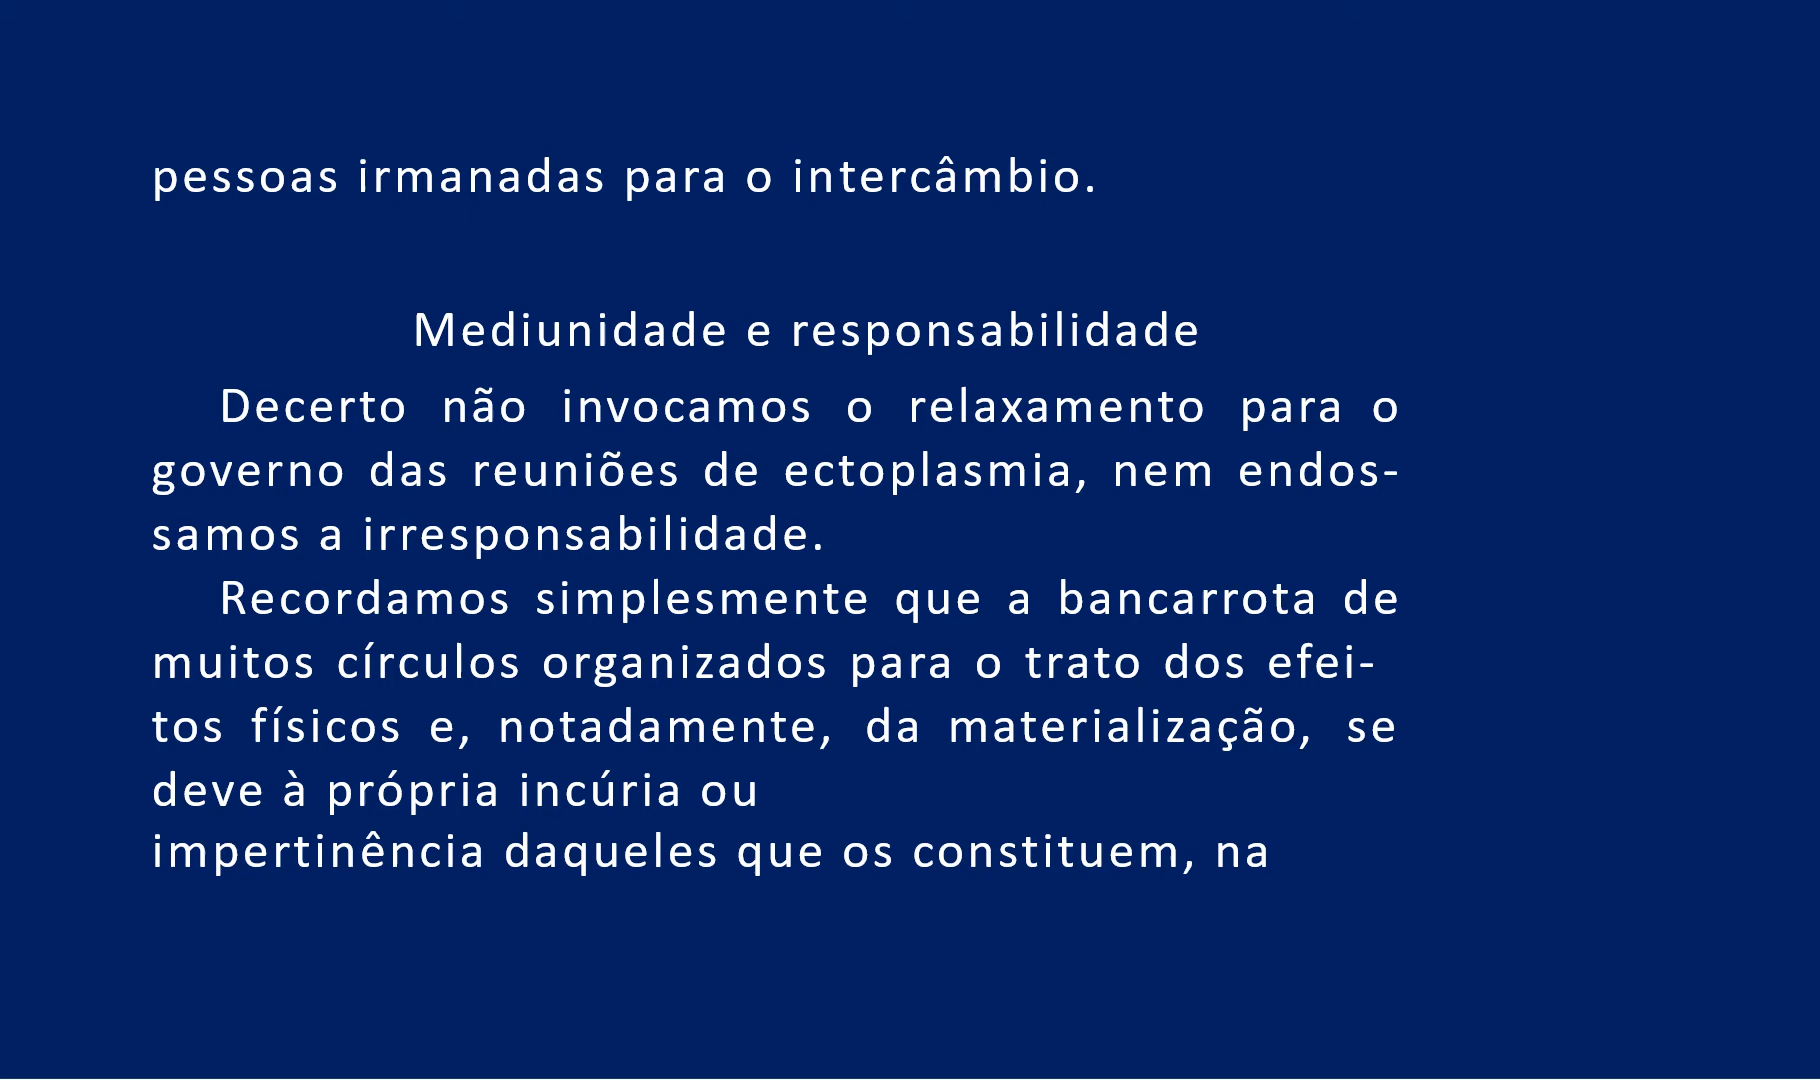 pessoas irmanadas para o intercâmbio.
Mediunidade e responsabilidade
Decerto não invocamos o relaxamento para o
governo das reuniões de ectoplasmia, nem endos-
samos a irresponsabilidade.
Recordamos simplesmente que a bancarrota de
muitos círculos organizados para o trato dos efei-
tos físicos e, notadamente, da materialização, se
deve à própria incúria ou
impertinência daqueles que os constituem, na